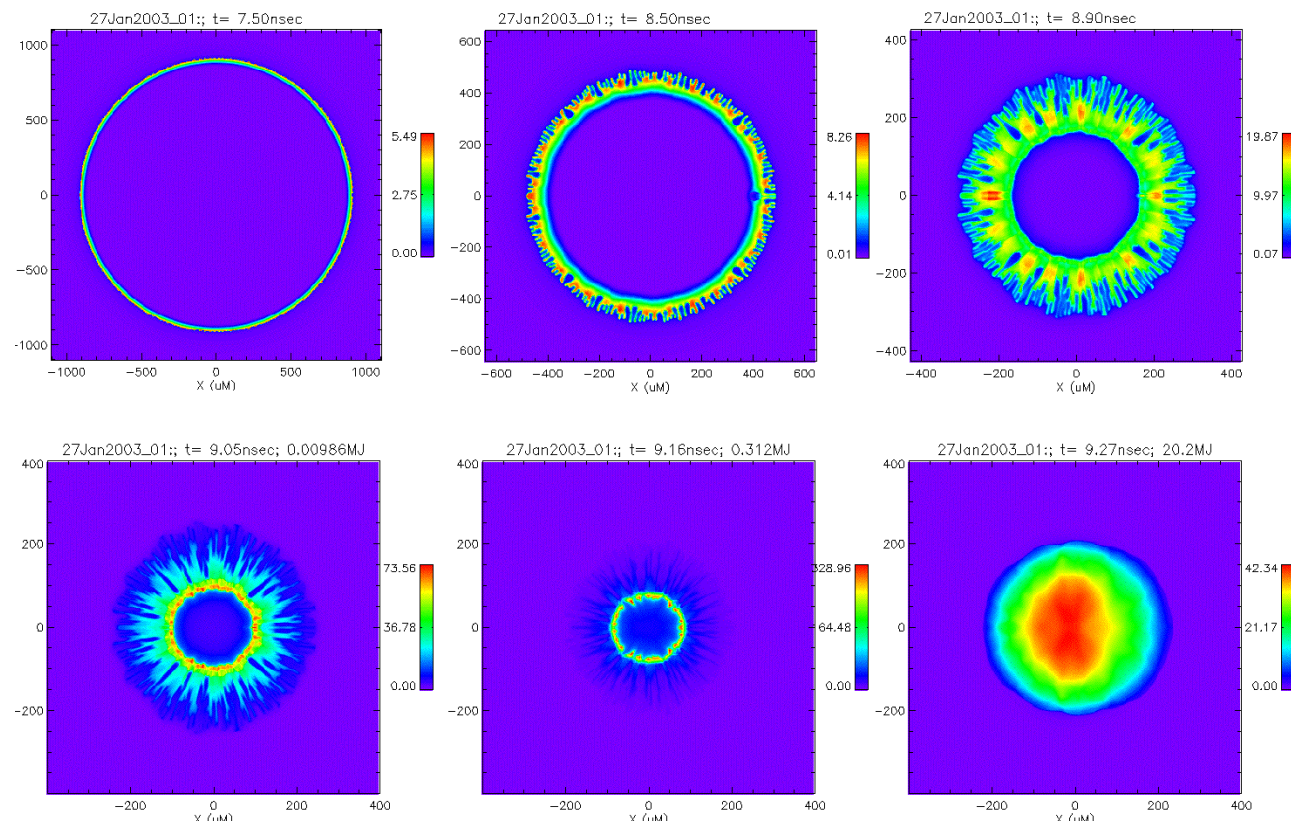 27Jan2003_01:; t= 7.50nsec
1000
500
0
-500
-1000
-1000 -500 0 500 1000
X (uM)
5.49
2.75
0.00
27Jan2003_01:; t= 8.50nsec
600
400
200
0
-200
-400
-600
-600 -400 -200 0 200 400 600
X (uM)
8.26
4.14
0.01
27Jan2003_01:; t= 8.90nsec
400
200
0
-200
-400
-400 -200 0 200 400
X (uM)
19.87
9.97
0.07
27Jan2003_01:; t= 9.05nsec; 0.00986MJ
400
200
0
-200
-200 0 200 400
X (uM)
73.56
36.78
0.00
27Jan2003_01:; t= 9.16nsec; 0.312MJ
400
200
0
-200
-200 0 200 400
X (uM)
328.96
64.48
0.00
27Jan2003_01:; t= 9.27nsec; 20.2MJ
400
200
0
-200
-200 0 200 400
X (uM)
42.34
21.17
0.00